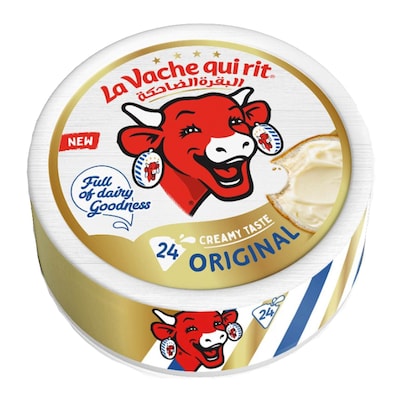 La Vache qui rit®
البقرة الضاحكة
NEW
Full
of dairy
Goodness
24
CREAMY TASTE
ORIGINAL
24